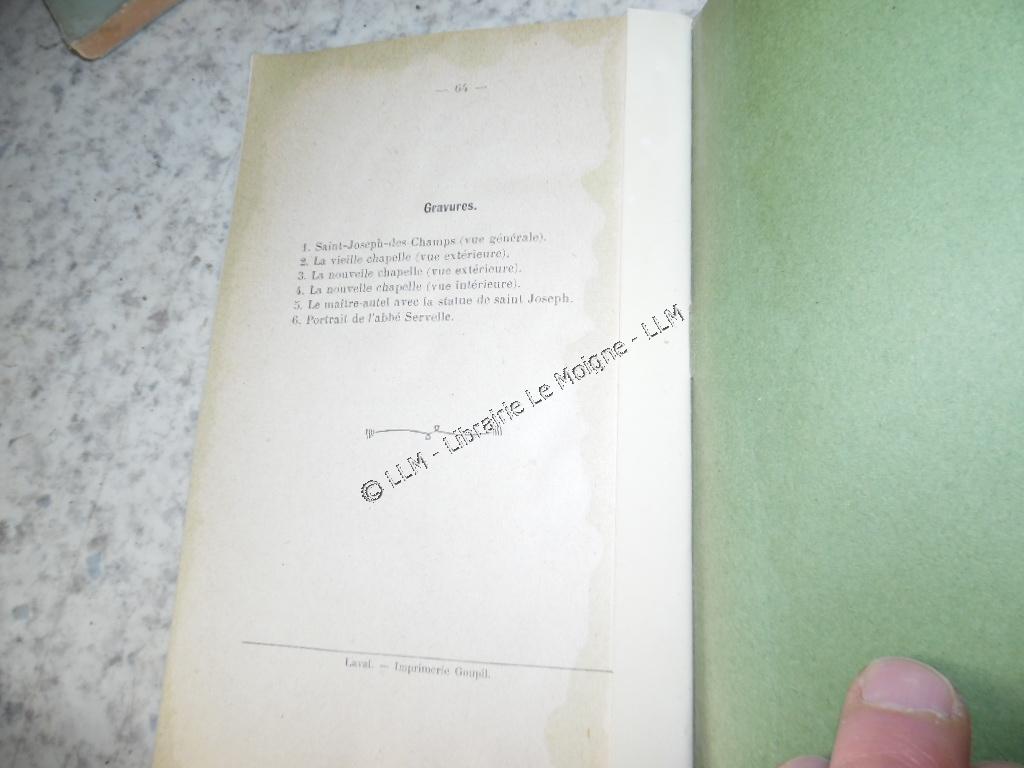 — 64 —
Gravures.
1. Saint-Joseph-des-Champs (vue générale).
2. La vieille chapelle (vue extérieure).
3. La nouvelle chapelle (vue extérieure).
4. La nouvelle chapelle (vue intérieure).
5. Le maître-autel avec la statue de saint Joseph.
6. Portrait de l'abbé Servelle.
© LLM - Librairie Le Moigne - LLM
Laval. — Imprimerie Goupil.